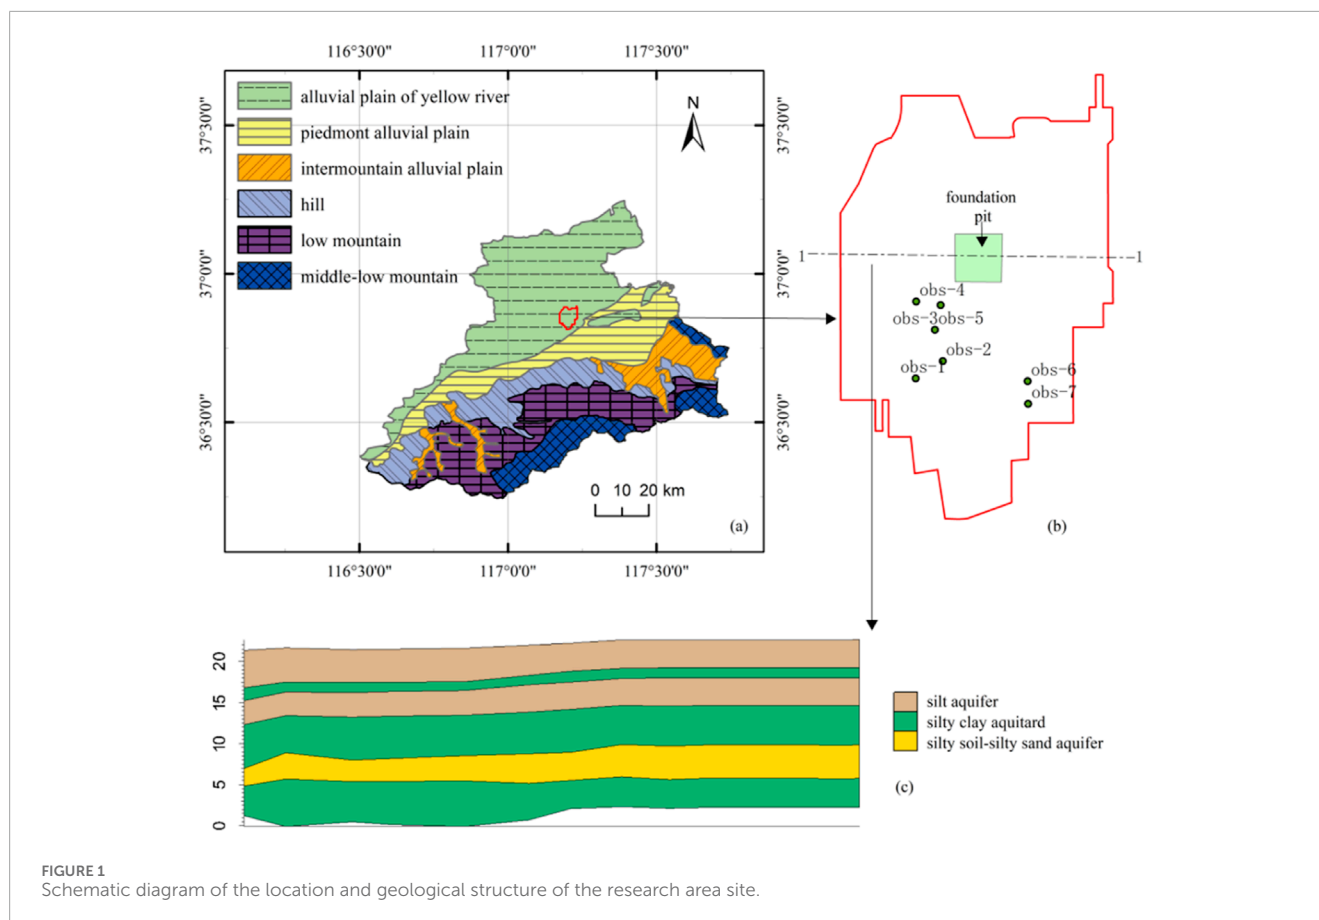 116°30'0" 117°0'0" 117°30'0"
37°30'0"
37°0'0"
36°30'0"
alluvial plain of yellow river
piedmont alluvial plain
intermountain alluvial plain
hill
low mountain
middle-low mountain
N
0 10 20 km
(a)
37°30'0"
37°0'0"
36°30'0"
116°30'0" 117°0'0" 117°30'0"
foundation
pit
1 1
obs-4
obs-3obs-5
obs-2
obs-1
obs-6
obs-7
(b)
20
15
10
5
0
silt aquifer
silty clay aquitard
silty soil-silty sand aquifer
(c)
FIGURE 1
Schematic diagram of the location and geological structure of the research area site.